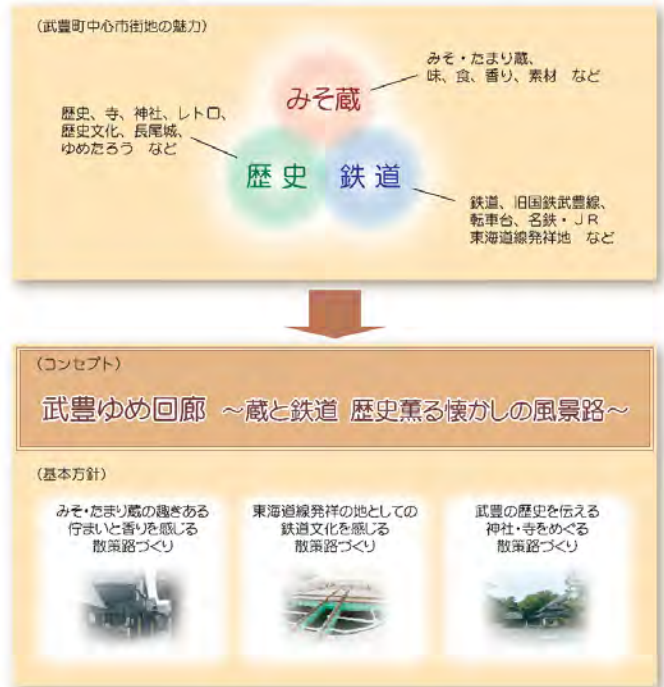 （武豊町中心市街地の魅力）
みそ蔵
みそ・たまり蔵、
味、食、香り、素材　など
歴史、寺、神社、レトロ、
歴史文化、長尾城、
ゆめたろう　など
歴史
鉄道
鉄道、旧国鉄武豊線、
転車台、名鉄・ＪＲ
東海道線発祥地　など
（コンセプト）
武豊ゆめ回廊　～蔵と鉄道 歴史薫る懐かしの風景路～
（基本方針）
みそ・たまり蔵の趣きある
佇まいと香りを感じる
散策路づくり
東海道線発祥の地としての
鉄道文化を感じる
散策路づくり
武豊の歴史を伝える
神社・寺をめぐる
散策路づくり